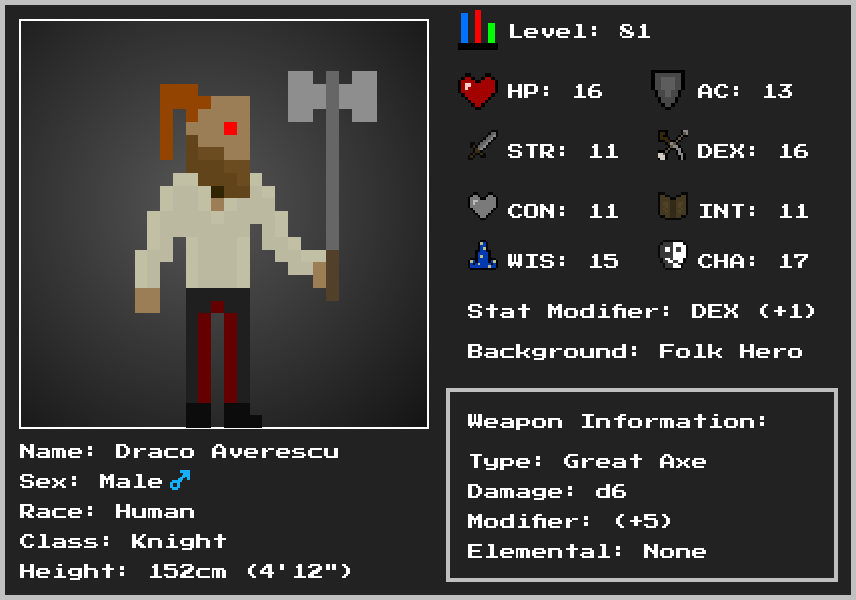 Level: 81
HP: 16 AC: 13
STR: 11 DEX: 16
CON: 11 INT: 11
WIS: 15 CHA: 17
Stat Modifier: DEX (+1)
Background: Folk Hero
Weapon Information:
Type: Great Axe
Damage: d6
Modifier: (+5)
Elemental: None
Name: Draco Averescu
Sex: Male ♂
Race: Human
Class: Knight
Height: 152cm (4'12")